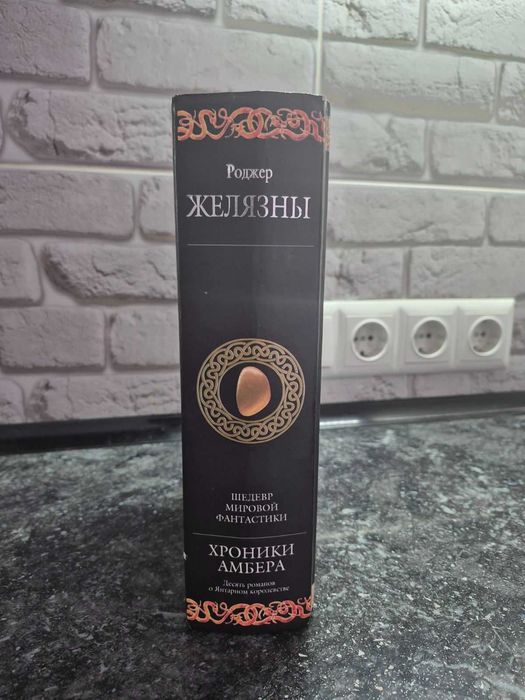 Роджер
ЖЕЛЯЗНЫ
ШЕДЕВР
МИРОВОЙ
ФАНТАСТИКИ
ХРОНИКИ
АМБЕРА
Десять романов
о Янтарном королевстве